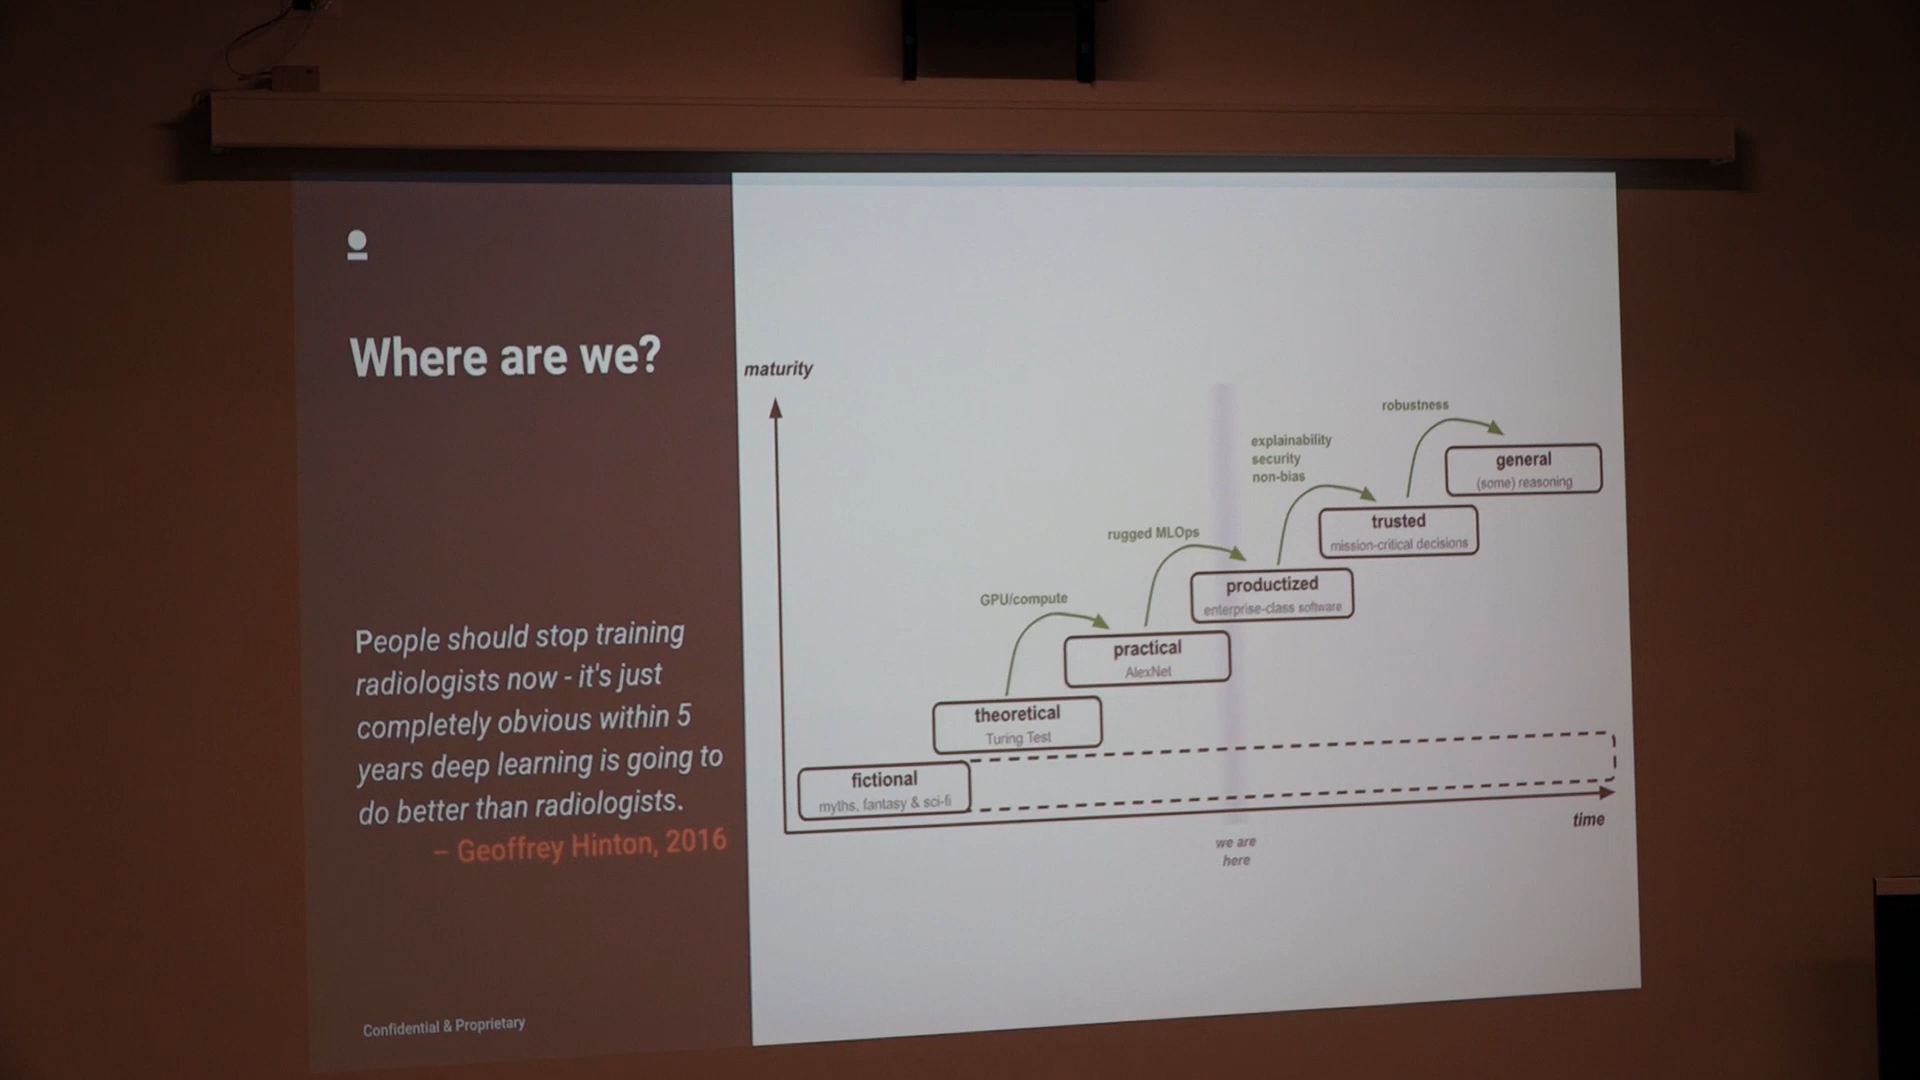 Where are we?
People should stop training
radiologists now - it's just
completely obvious within 5
years deep learning is going to
do better than radiologists.
– Geoffrey Hinton, 2016
Confidential & Proprietary
maturity
robustness
explainability
security
non-bias
general
(some) reasoning
trusted
mission-critical decisions
rugged MLOps
productized
enterprise-class software
GPU/compute
practical
AlexNet
theoretical
Turing Test
fictional
myths, fantasy & sci-fi
time
we are
here